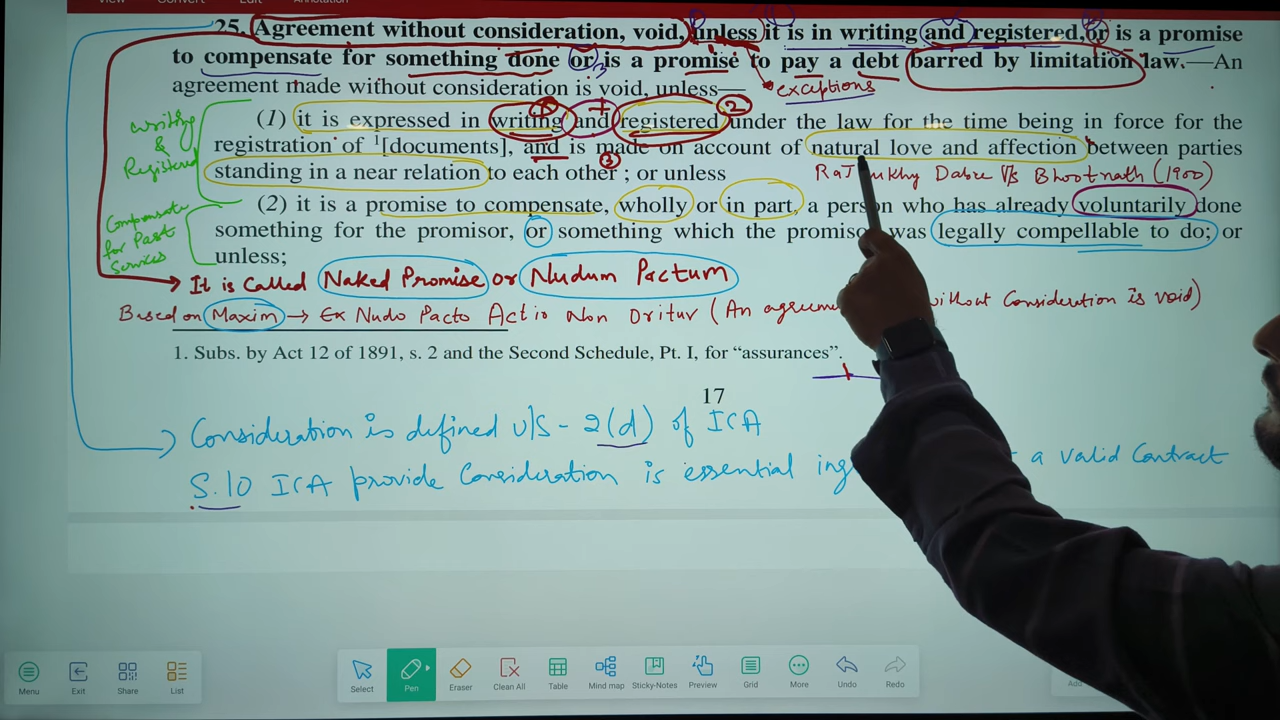 Annotation
25. Agreement without consideration, void, unless it is in writing and registered, or is a promise
to compensate for something done or is a promise to pay a debt barred by limitation law.—An
exceptions
agreement made without consideration is void, unless—
writing
&
Registered
(1) it is expressed in writing and registered under the law for the time being in force for the
registration of 1[documents], and is made on account of natural love and affection between parties
standing in a near relation to each other ; or unless
+
2
3
Dabee V/s Bhootnath (1900)
Compensate
for Past
Services
(2) it is a promise to compensate, wholly or in part, a person who has already voluntarily done
something for the promisor, or something which the promisor was legally compellable to do; or
unless;
It is Called Naked Promise or Nudum Pactum
Based on Maxim → Ex Nudo Pacto Actio Non Oritur (An without Consideration is void)
1. Subs. by Act 12 of 1891, s. 2 and the Second Schedule, Pt. I, for “assurances”.
17
Consideration is defined u/s - 2(d) of ICA
S.10 ICA provide Consideration is essential a valid Contract
Menu
Exit
Share
List
Select
Pen
Eraser
Clean All
Table
Mind map
Sticky-Notes
Preview
Grid
More
Undo
Redo